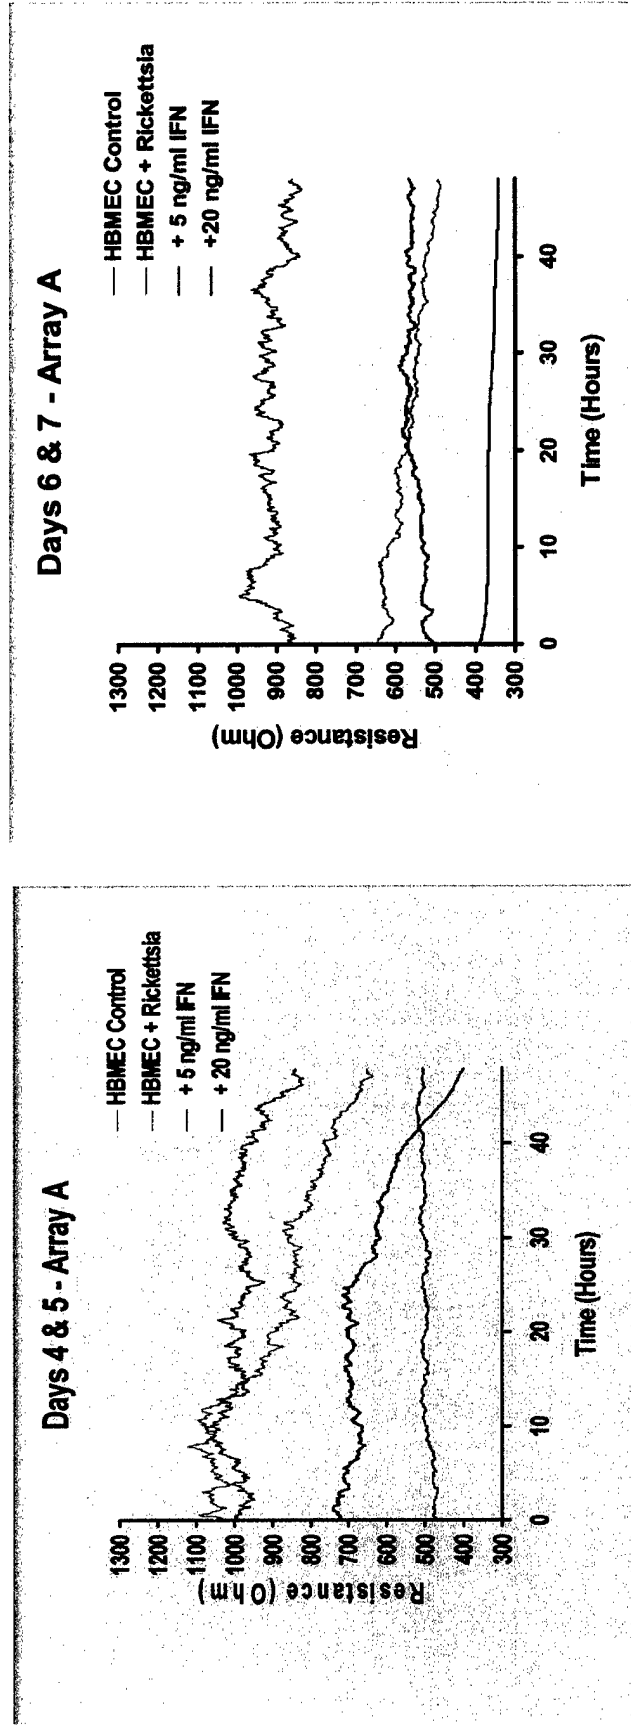 Days 4 & 5 - Array A
HBMEC Control
HBMEC + Rickettsia
+ 5 ng/ml IFN
+ 20 ng/ml IFN
Resistance (Ohm)
1300
1200
1100
1000
900
800
700
600
500
400
300
0
10
20
30
40
Time (Hours)
Days 6 & 7 - Array A
HBMEC Control
HBMEC + Rickettsia
+ 5 ng/ml IFN
+20 ng/ml IFN
Resistance (Ohm)
1300
1200
1100
1000
900
800
700
600
500
400
300
0
10
20
30
40
Time (Hours)